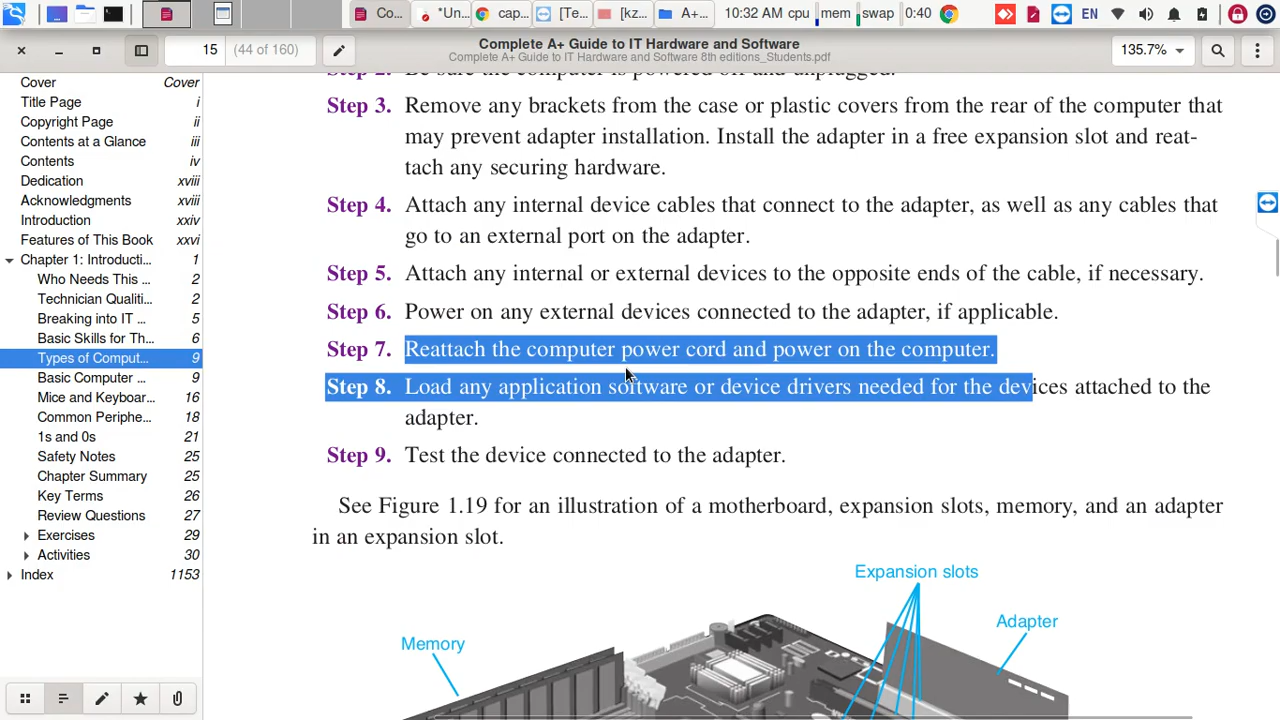 Co...
*Un...
cap...
[Te...
[kz...
A+...
10:32 AM cpu
mem
swap
0:40
EN
15
(44 of 160)
Complete A+ Guide to IT Hardware and Software
Complete A+ Guide to IT Hardware and Software 8th editions_Students.pdf
135.7%
Cover Cover
Title Page i
Copyright Page ii
Contents at a Glance iii
Contents iv
Dedication xviii
Acknowledgments xviii
Introduction xxiv
Features of This Book xxvi
Chapter 1: Introducti... 1
Who Needs This ... 2
Technician Qualiti... 2
Breaking into IT ... 5
Basic Skills for Th... 6
Types of Comput... 9
Basic Computer ... 9
Mice and Keyboar... 16
Common Periphe... 18
1s and 0s 21
Safety Notes 25
Chapter Summary 25
Key Terms 26
Review Questions 27
Exercises 29
Activities 30
Index 1153
Step 2. Be sure the computer is powered off and unplugged.
Step 3. Remove any brackets from the case or plastic covers from the rear of the computer that
may prevent adapter installation. Install the adapter in a free expansion slot and reat-
tach any securing hardware.
Step 4. Attach any internal device cables that connect to the adapter, as well as any cables that
go to an external port on the adapter.
Step 5. Attach any internal or external devices to the opposite ends of the cable, if necessary.
Step 6. Power on any external devices connected to the adapter, if applicable.
Step 7. Reattach the computer power cord and power on the computer.
Step 8. Load any application software or device drivers needed for the devices attached to the
adapter.
Step 9. Test the device connected to the adapter.
See Figure 1.19 for an illustration of a motherboard, expansion slots, memory, and an adapter
in an expansion slot.
Expansion slots
Adapter
Memory